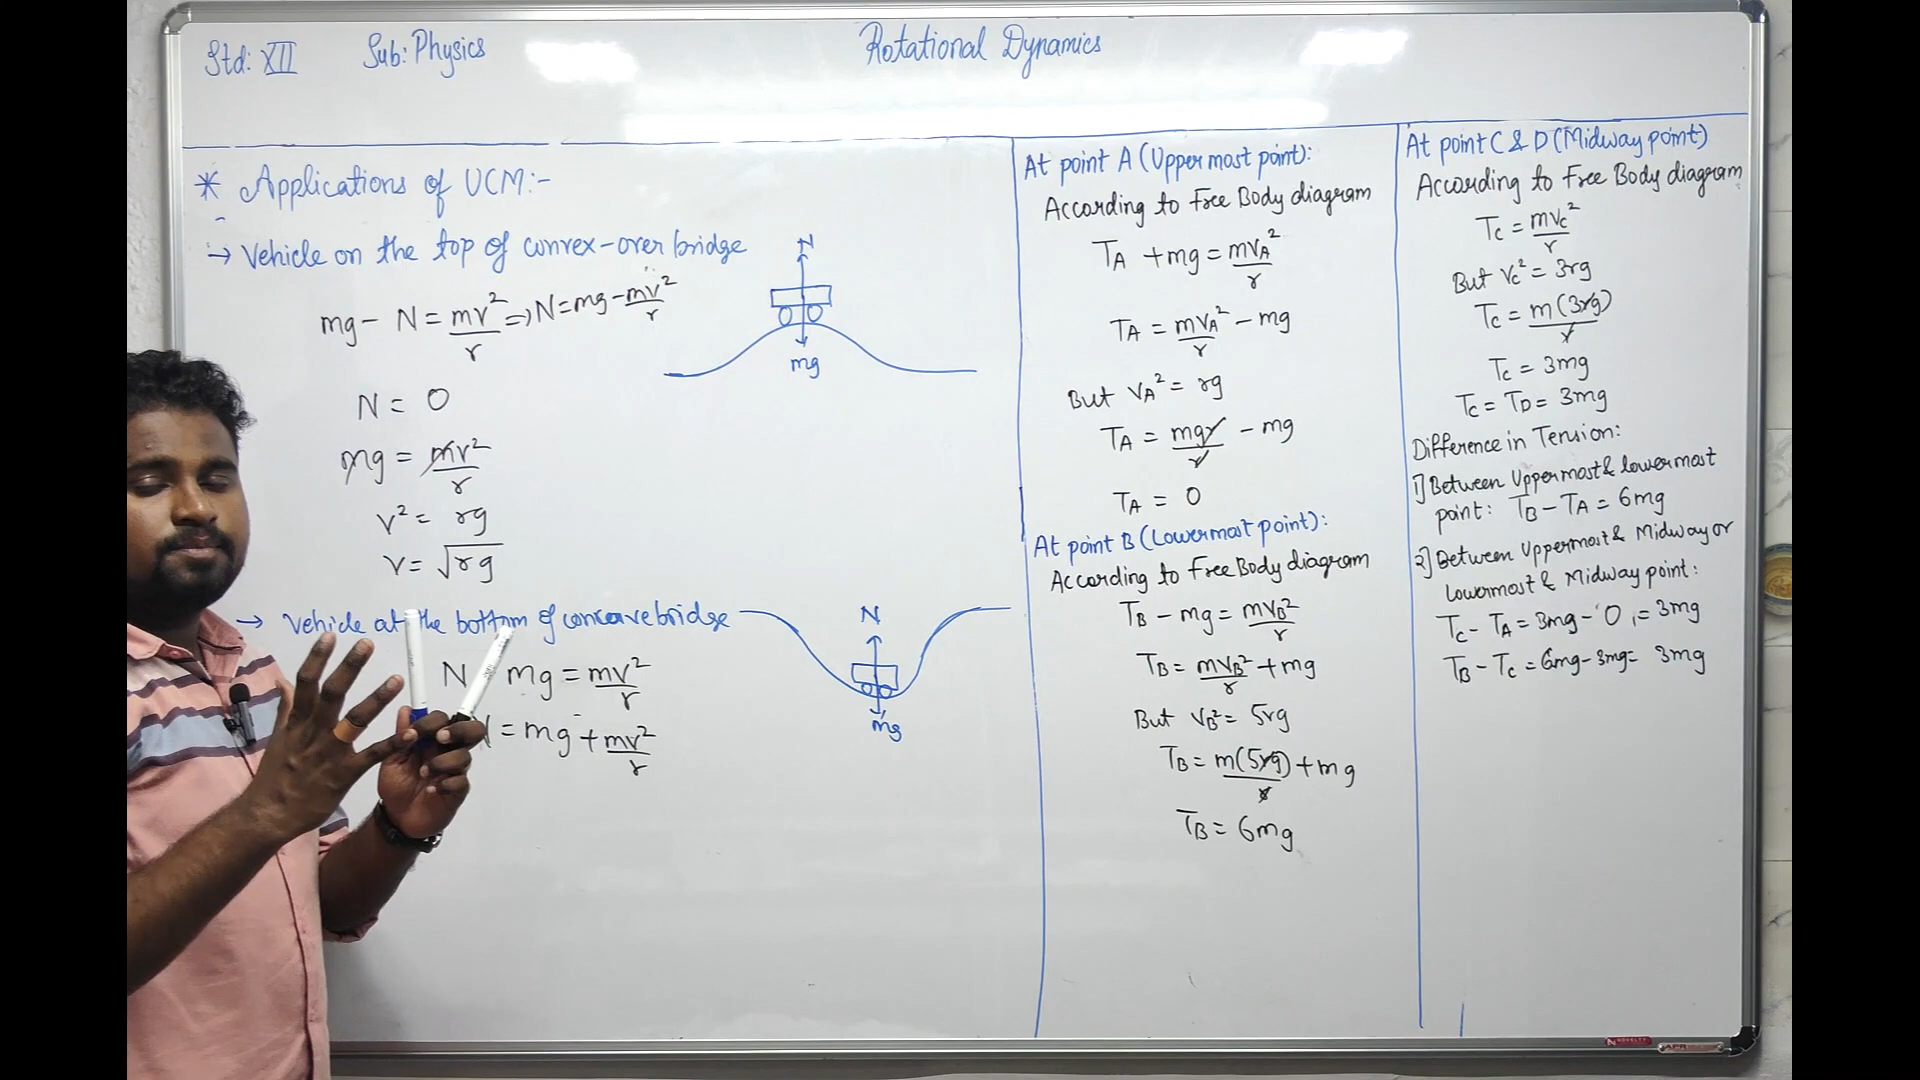 Std: XII Sub: Physics Rotational Dynamics
* Applications of UCM:-
→ Vehicle on the top of convex-over bridge
mg - N = mv²/r => N = mg - mv²/r
N = 0
mg = mv²/r
v² = rg
v = √rg
N
mg
→ Vehicle at the bottom of concave bridge
N mg = mv²/r
= mg + mv²/r
N
mg
At point A (Uppermost point):
According to Free Body diagram
T_A + mg = mv_A²/r
T_A = mv_A²/r - mg
But v_A² = rg
T_A = mgr/r - mg
T_A = 0
At point B (Lowermost point):
According to Free Body diagram
T_B - mg = mv_B²/r
T_B = mv_B²/r + mg
But v_B² = 5rg
T_B = m(5rg)/r + mg
T_B = 6mg
At point C & D (Midway point)
According to Free Body diagram
T_C = mv_C²/r
But v_C² = 3rg
T_C = m(3rg)/r
T_C = 3mg
T_C = T_D = 3mg
Difference in Tension:
1] Between Uppermost & lowermost
point: T_B - T_A = 6mg
2] Between Uppermost & Midway or
lowermost & Midway point:
T_C - T_A = 3mg - 0 = 3mg
T_B - T_C = 6mg - 3mg = 3mg
NOVELTY